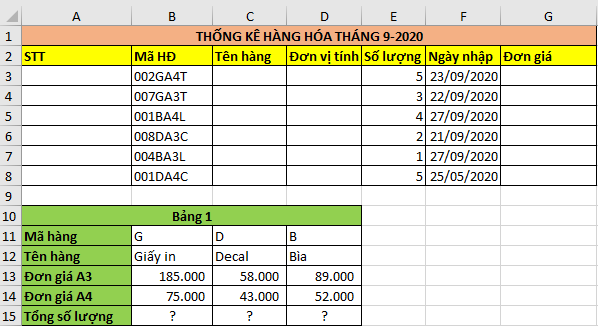 A B C D E F G
1 THỐNG KÊ HÀNG HÓA THÁNG 9-2020
2 STT Mã HĐ Tên hàng Đơn vị tính Số lượng Ngày nhập Đơn giá
3 002GA4T 5 23/09/2020
4 007GA3T 3 22/09/2020
5 001BA4L 4 27/09/2020
6 008DA3C 2 21/09/2020
7 004BA3L 1 27/09/2020
8 001DA4C 5 25/05/2020
9
10 Bảng 1
11 Mã hàng G D B
12 Tên hàng Giấy in Decal Bìa
13 Đơn giá A3 185.000 58.000 89.000
14 Đơn giá A4 75.000 43.000 52.000
15 Tổng số lượng ? ? ?